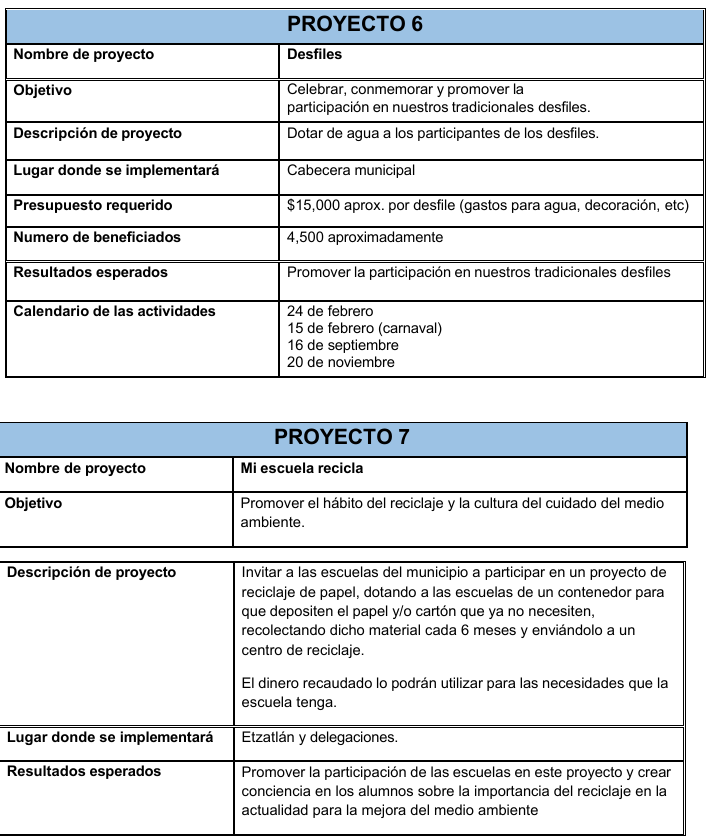 PROYECTO 6
Nombre de proyecto
Desfiles
Objetivo
Celebrar, conmemorar y promover la
participación en nuestros tradicionales desfiles.
Descripción de proyecto
Dotar de agua a los participantes de los desfiles.
Lugar donde se implementará
Cabecera municipal
Presupuesto requerido
$15,000 aprox. por desfile (gastos para agua, decoración, etc)
Numero de beneficiados
4,500 aproximadamente
Resultados esperados
Promover la participación en nuestros tradicionales desfiles
Calendario de las actividades
24 de febrero
15 de febrero (carnaval)
16 de septiembre
20 de noviembre
PROYECTO 7
Nombre de proyecto
Mi escuela recicla
Objetivo
Promover el hábito del reciclaje y la cultura del cuidado del medio
ambiente.
Descripción de proyecto
Invitar a las escuelas del municipio a participar en un proyecto de
reciclaje de papel, dotando a las escuelas de un contenedor para
que depositen el papel y/o cartón que ya no necesiten,
recolectando dicho material cada 6 meses y enviándolo a un
centro de reciclaje.
El dinero recaudado lo podrán utilizar para las necesidades que la
escuela tenga.
Lugar donde se implementará
Etzatlán y delegaciones.
Resultados esperados
Promover la participación de las escuelas en este proyecto y crear
conciencia en los alumnos sobre la importancia del reciclaje en la
actualidad para la mejora del medio ambiente